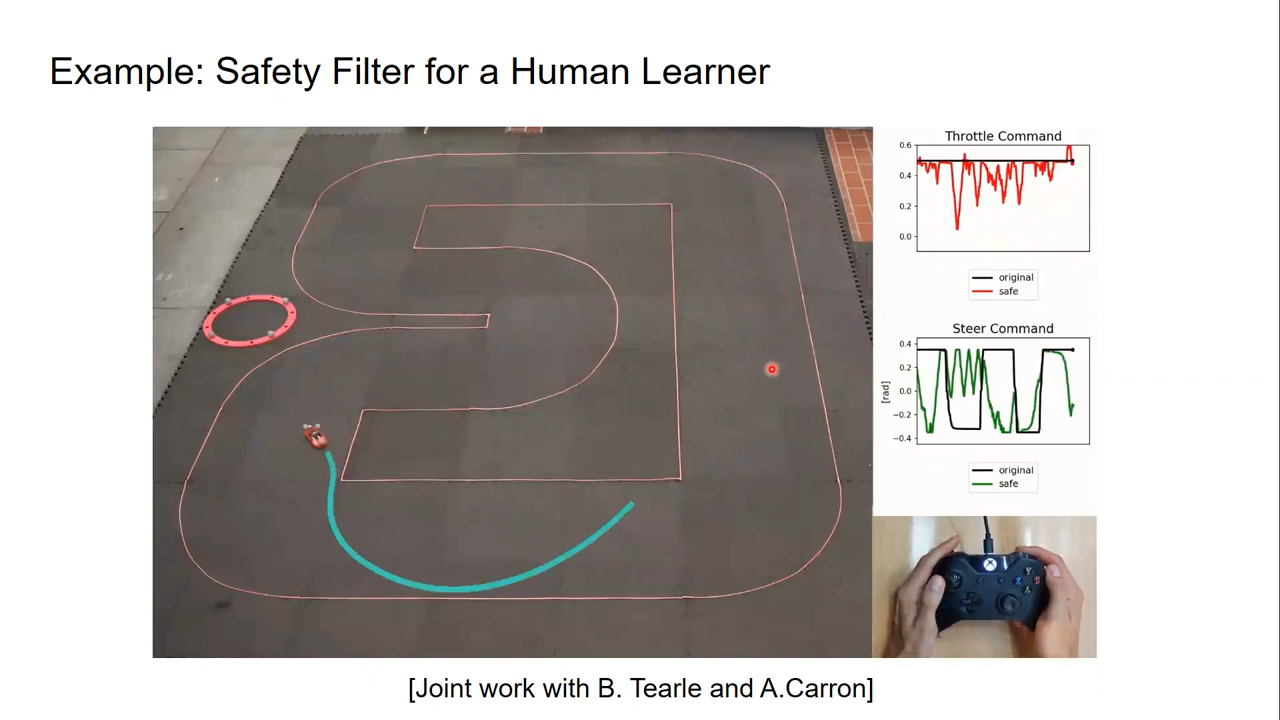 Example: Safety Filter for a Human Learner
Throttle Command
0.6
0.4
0.2
0.0
original
safe
Steer Command
[rad]
0.4
0.2
0.0
−0.2
−0.4
original
safe
[Joint work with B. Tearle and A.Carron]